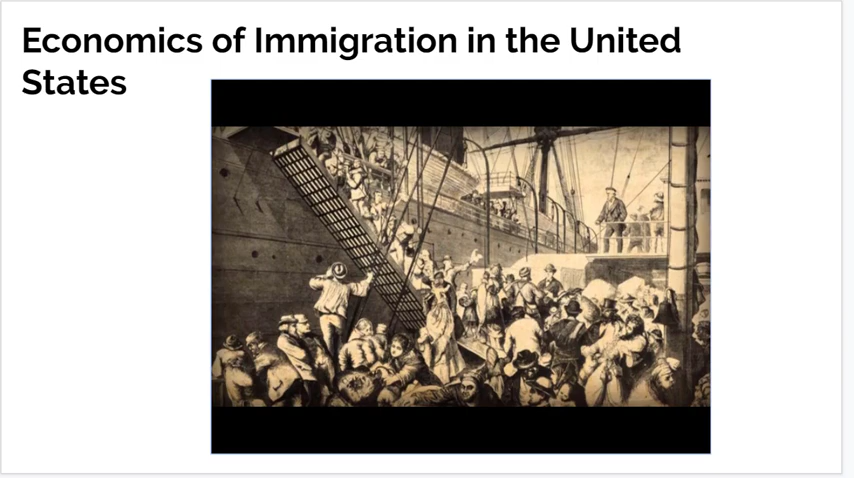 Economics of Immigration in the United
States